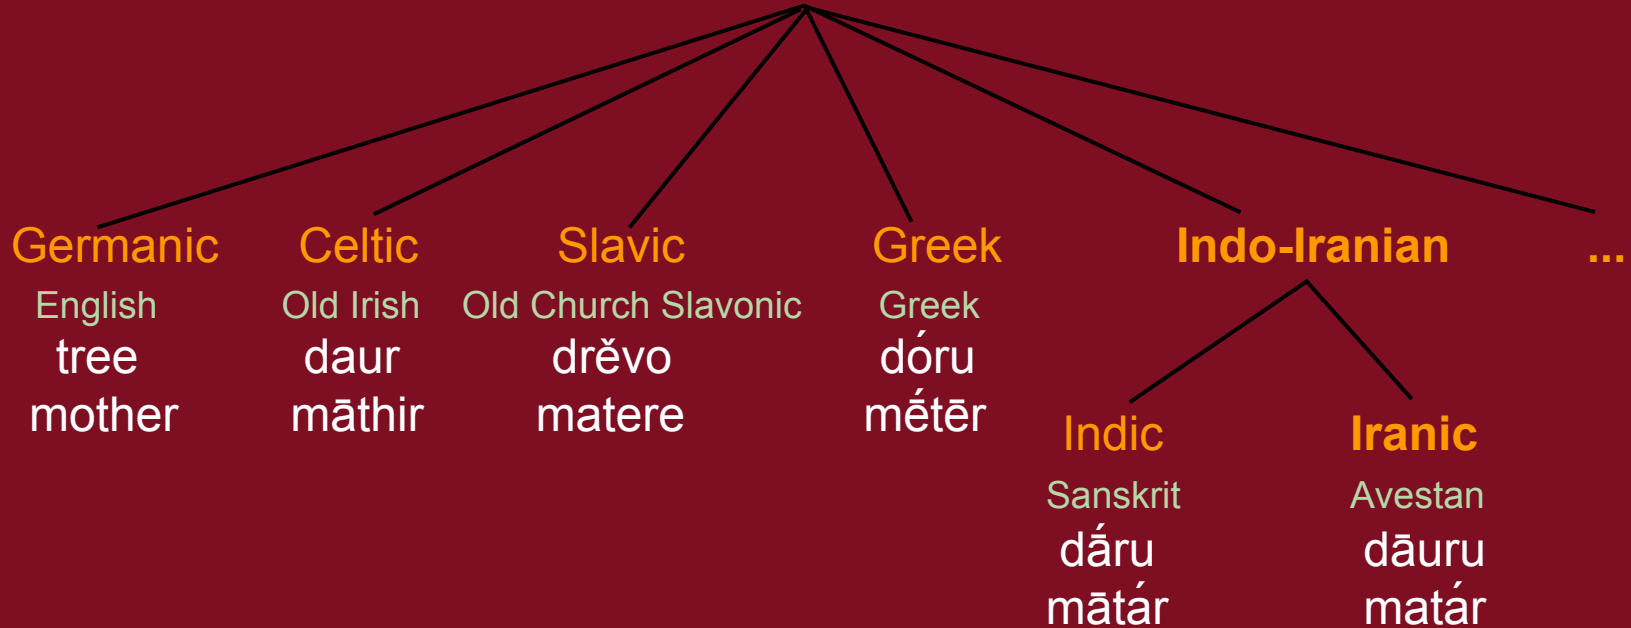 Germanic Celtic Slavic Greek Indo-Iranian ...
English Old Irish Old Church Slavonic Greek
tree daur drěvo dóru
mother māthir matere mḗtēr
Indic Iranic
Sanskrit Avestan
dā́ru dāuru
mātár matár